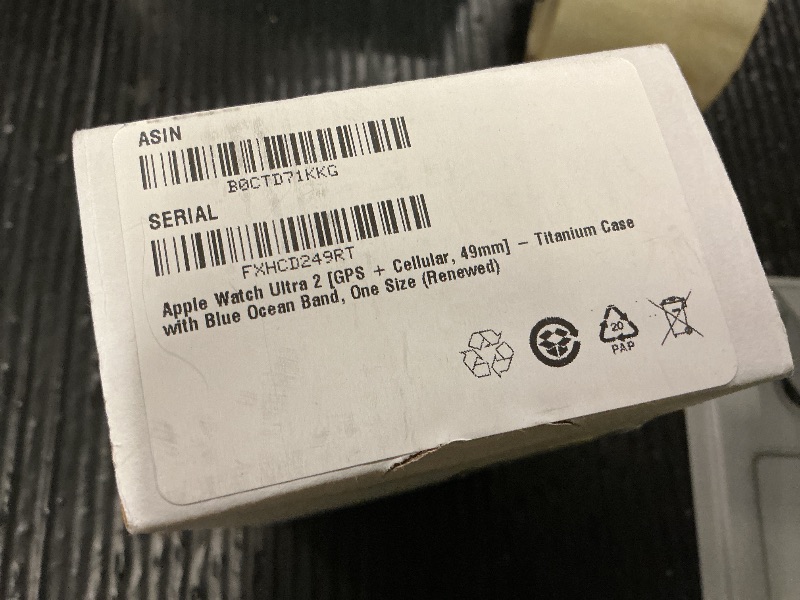 ASIN
B0CTD71KKG
SERIAL
FXHCD249RT
Apple Watch Ultra 2 [GPS + Cellular, 49mm] – Titanium Case
with Blue Ocean Band, One Size (Renewed)
20
PAP